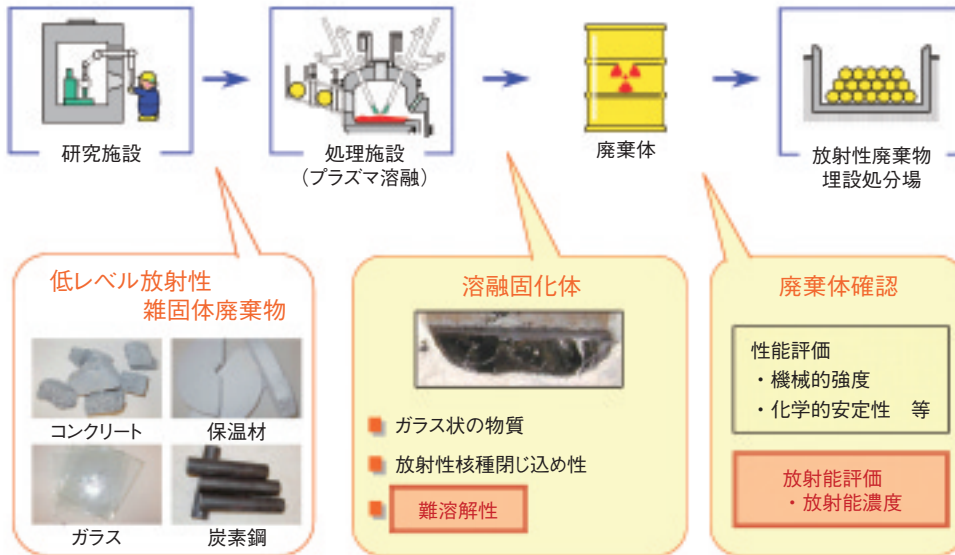 研究施設
処理施設
（プラズマ溶融）
廃棄体
放射性廃棄物
埋設処分場
低レベル放射性
雑固体廃棄物
コンクリート
保温材
ガラス
炭素鋼
溶融固化体
ガラス状の物質
放射性核種閉じ込め性
難溶解性
廃棄体確認
性能評価
・機械的強度
・化学的安定性　等
放射能評価
・放射能濃度